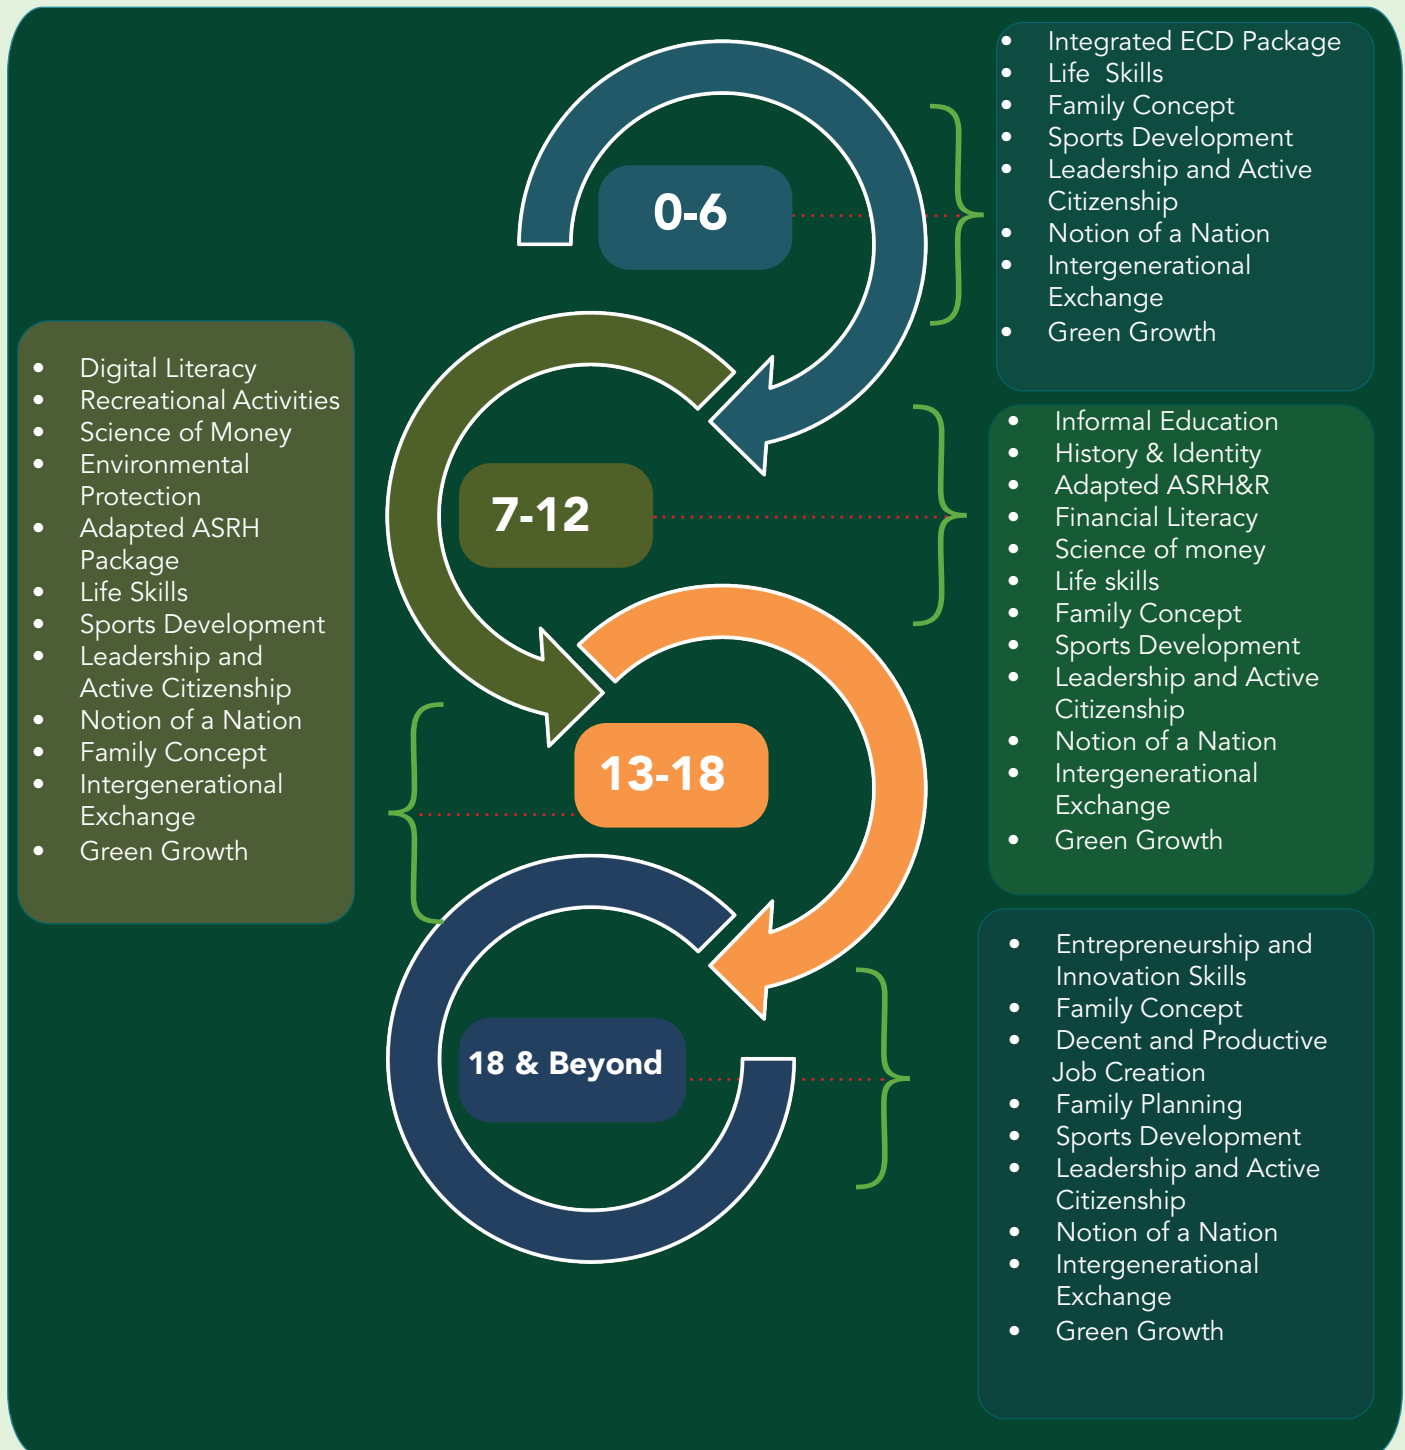 0-6
• Integrated ECD Package
• Life Skills
• Family Concept
• Sports Development
• Leadership and Active
Citizenship
• Notion of a Nation
• Intergenerational
Exchange
• Green Growth
7-12
• Informal Education
• History & Identity
• Adapted ASRH&R
• Financial Literacy
• Science of money
• Life skills
• Family Concept
• Sports Development
• Leadership and Active
Citizenship
• Notion of a Nation
• Intergenerational
Exchange
• Green Growth
13-18
• Digital Literacy
• Recreational Activities
• Science of Money
• Environmental
Protection
• Adapted ASRH
Package
• Life Skills
• Sports Development
• Leadership and
Active Citizenship
• Notion of a Nation
• Family Concept
• Intergenerational
Exchange
• Green Growth
18 & Beyond
• Entrepreneurship and
Innovation Skills
• Family Concept
• Decent and Productive
Job Creation
• Family Planning
• Sports Development
• Leadership and Active
Citizenship
• Notion of a Nation
• Intergenerational
Exchange
• Green Growth